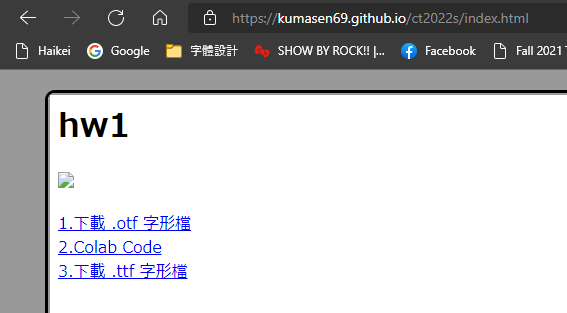 https://kumasen69.github.io/ct2022s/index.html
Haikei Google 字體設計 SHOW BY ROCK!! |... Facebook Fall 2021
hw1
1.下載 .otf 字形檔
2.Colab Code
3.下載 .ttf 字形檔